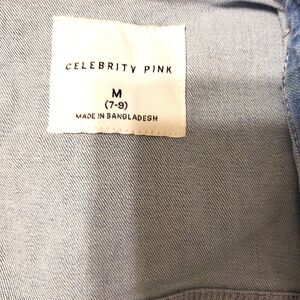 CELEBRITY PINK
M
(7-9)
MADE IN BANGLADESH